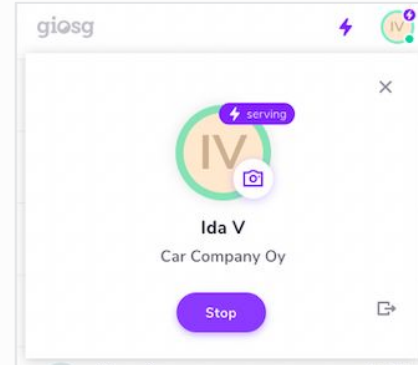 giosg
IV
serving
IV
Ida V
Car Company Oy
Stop